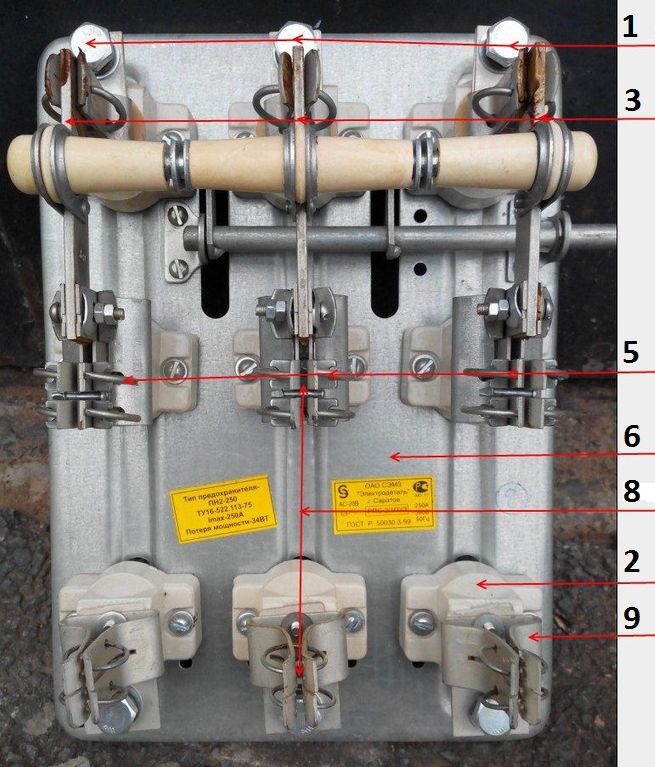 1
3
5
6
8
2
9
Тип предохранителя-
ПН2-250
ТУ16-522.113-75
Imax-250А
Потеря мощности-34ВТ
ОАО СЭМЗ
"Электродеталь"
г. Саратов
250А
50Гц
ГОСТ Р 50030.3-99